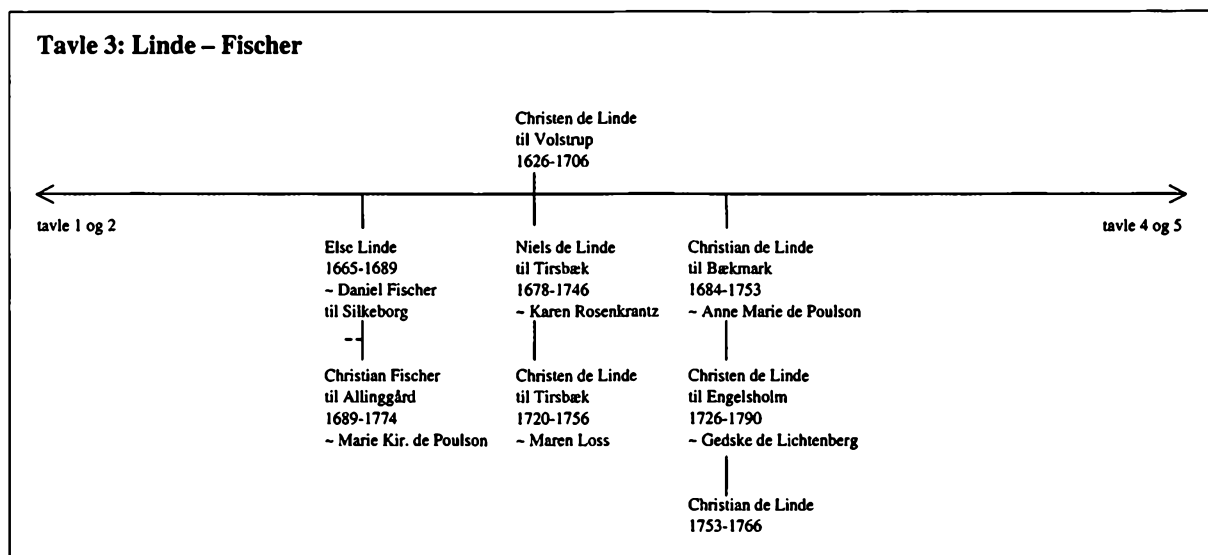 Tavle 3: Linde – Fischer
Christen de Linde
til Volstrup
1626-1706
tavle 1 og 2
tavle 4 og 5
Else Linde
1665-1689
~ Daniel Fischer
til Silkeborg
Niels de Linde
til Tirsbæk
1678-1746
~ Karen Rosenkrantz
Christian de Linde
til Bækmark
1684-1753
~ Anne Marie de Poulson
Christian Fischer
til Allinggård
1689-1774
~ Marie Kir. de Poulson
Christen de Linde
til Tirsbæk
1720-1756
~ Maren Loss
Christen de Linde
til Engelsholm
1726-1790
~ Gedske de Lichtenberg
Christian de Linde
1753-1766